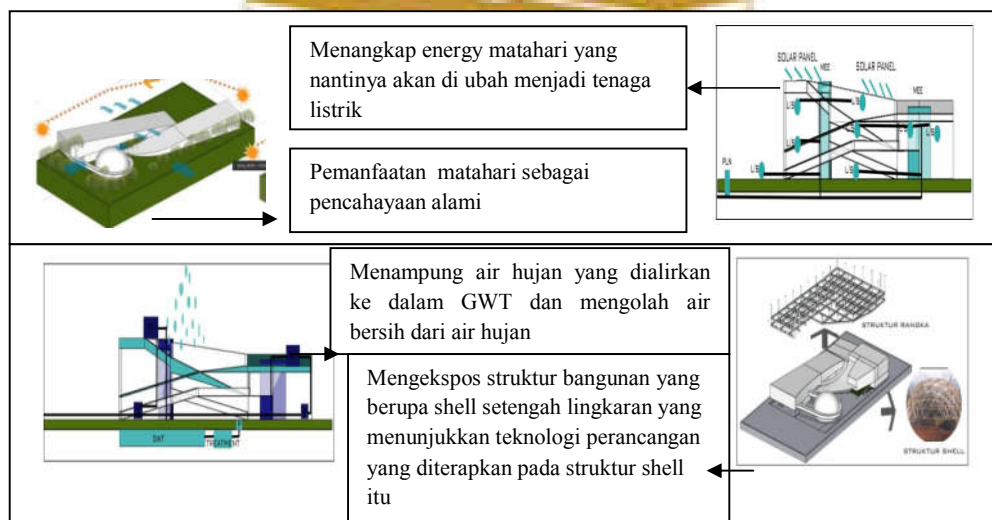 Menangkap energy matahari yang
nantinya akan di ubah menjadi tenaga
listrik
SOLAR PANEL
SOLAR PANEL
MEE
MEE
L/S
L/S
L/S
L/S
L/S
L/S
L/S
PLN
Pemanfaatan matahari sebagai
pencahayaan alami
Menampung air hujan yang dialirkan
ke dalam GWT dan mengolah air
bersih dari air hujan
TREATMENT
STRUKTUR RANGKA
Mengekspos struktur bangunan yang
berupa shell setengah lingkaran yang
menunjukkan teknologi perancangan
yang diterapkan pada struktur shell
itu
STRUKTUR SHELL